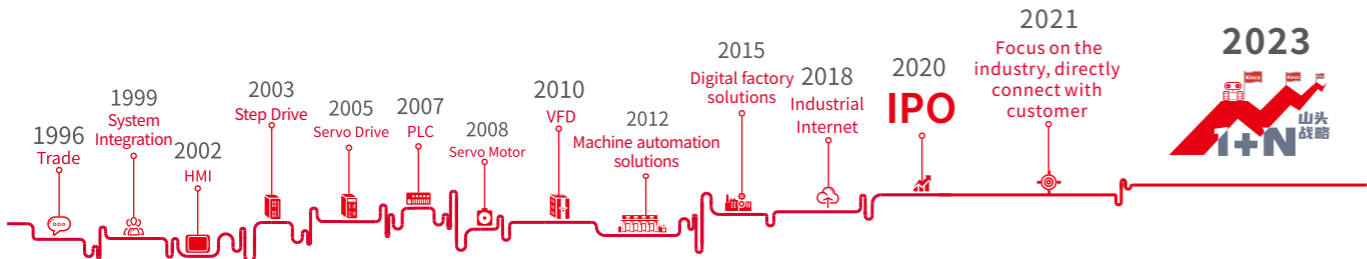 1996
Trade
1999
System
Integration
2002
HMI
2003
Step Drive
2005
Servo Drive
2007
PLC
2008
Servo Motor
2010
VFD
2012
Machine automation
solutions
2015
Digital factory
solutions
2018
Industrial
Internet
2020
IPO
2021
Focus on the
industry, directly
connect with
customer
2023
Kinco
Kinco
1+N
山头
战略